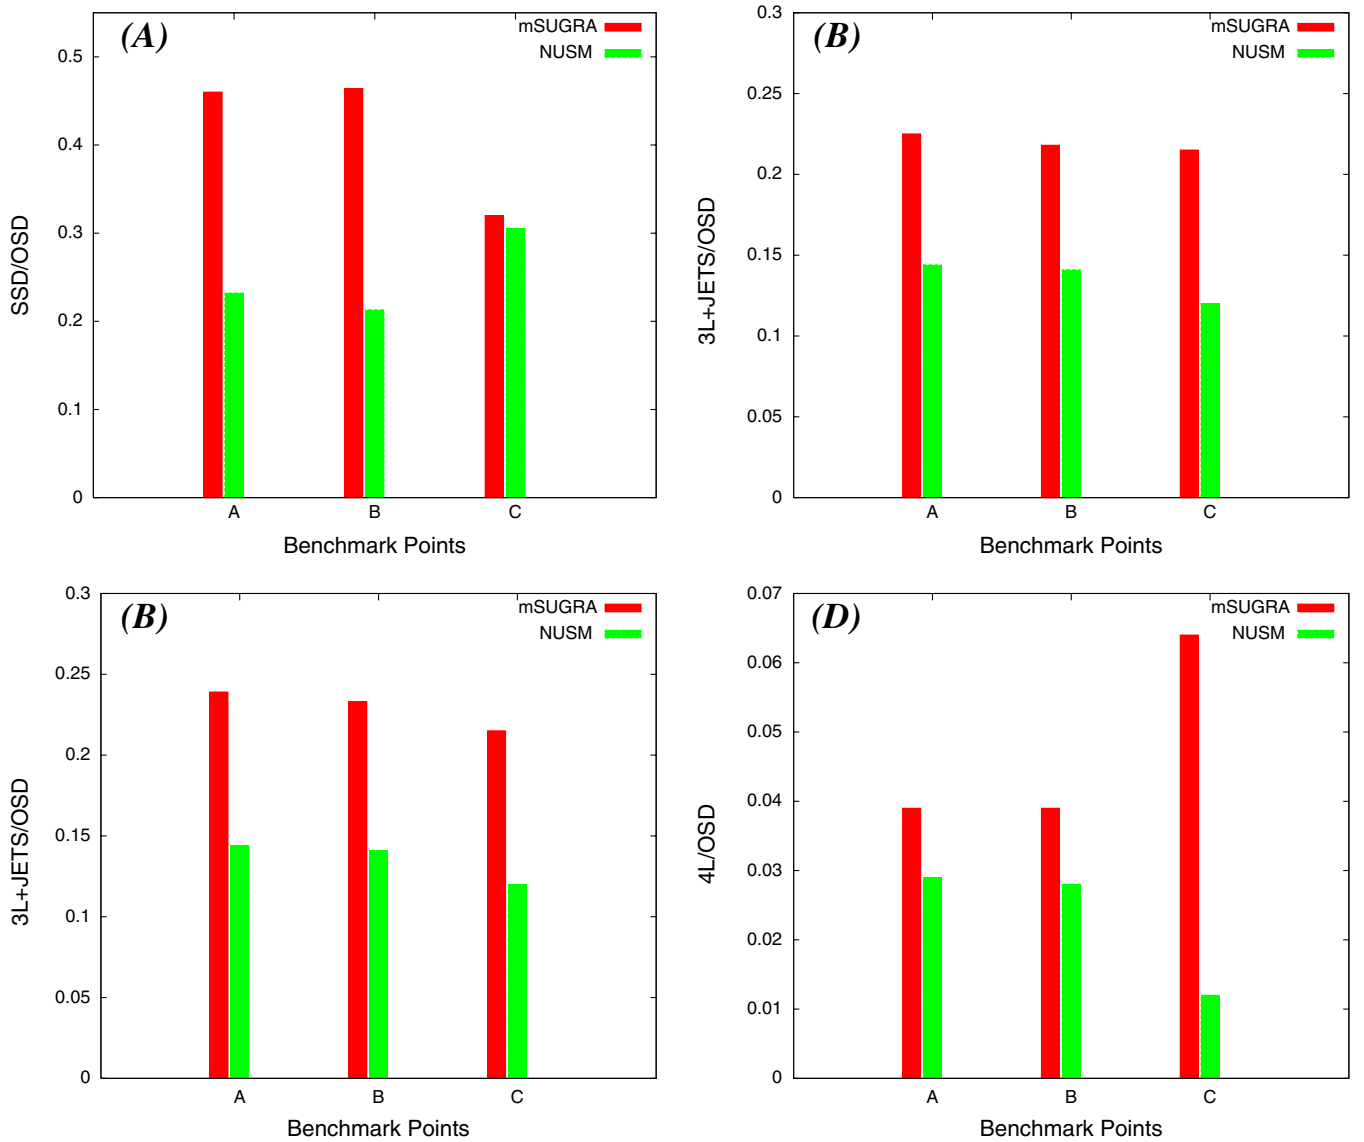 (A)
mSUGRA
NUSM
0.5
0.4
0.3
0.2
0.1
0
SSD/OSD
A B C
Benchmark Points
(B)
mSUGRA
NUSM
0.3
0.25
0.2
0.15
0.1
0.05
0
3L+JETS/OSD
A B C
Benchmark Points
(B)
mSUGRA
NUSM
0.3
0.25
0.2
0.15
0.1
0.05
0
3L+JETS/OSD
A B C
Benchmark Points
(D)
mSUGRA
NUSM
0.07
0.06
0.05
0.04
0.03
0.02
0.01
0
4L/OSD
A B C
Benchmark Points